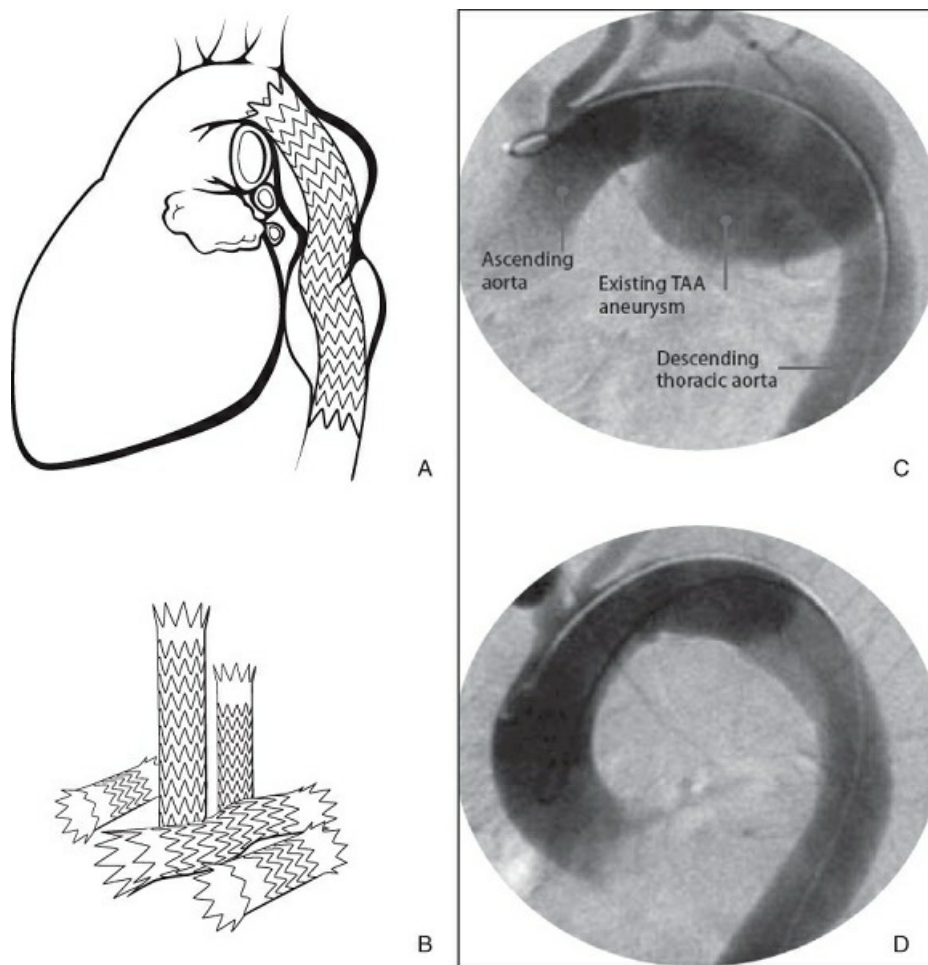 A
B
Ascending
aorta
Existing TAA
aneurysm
Descending
thoracic aorta
C
D